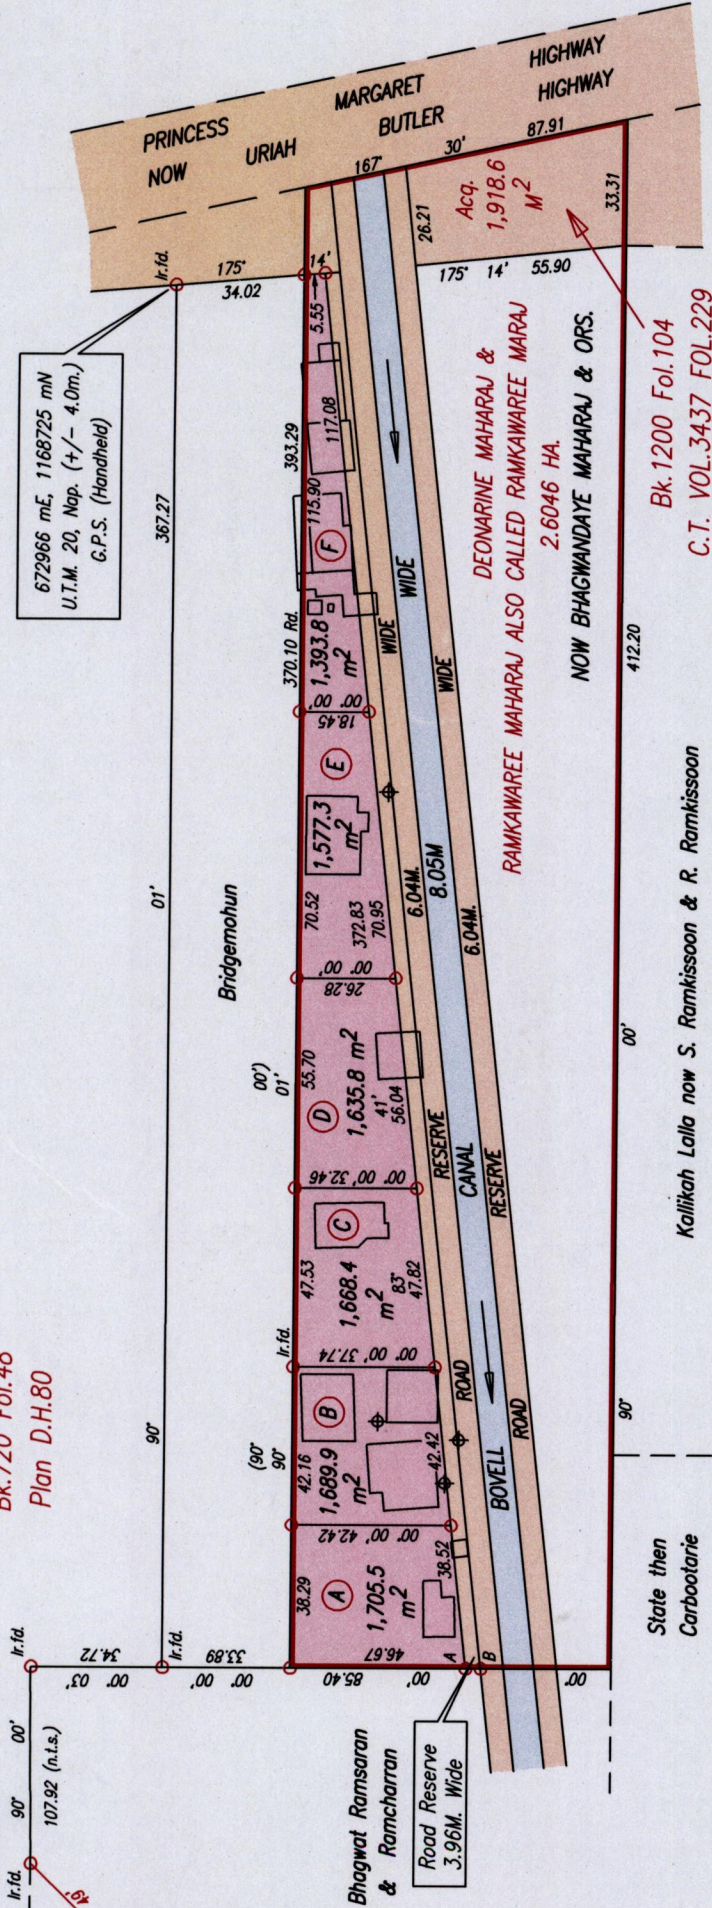 PRINCESS MARGARET HIGHWAY
NOW URIAH BUTLER HIGHWAY
167° 30' 87.91
Ir.fd.
175° 14'
34.02
5.55
26.21
Acq.
1,918.6
M²
33.31
175° 14' 55.90
672966 mE, 1168725 mN
U.T.M. 20, Nap. (+/- 4.0m.)
G.P.S. (Handheld)
367.27
393.29
117.08
115.90
F
370.10 Rd.
1,393.8
m²
00° 00'
18.45
E
1,577.3
m²
70.52
372.83
70.95
00° 00'
26.28
WIDE
WIDE
WIDE
6.04M.
8.05M
6.04M.
DEONARINE MAHARAJ &
RAMKAWAREE MAHARAJ ALSO CALLED RAMKAWAREE MARAJ
2.6046 HA.
NOW BHAGWANDAYE MAHARAJ & ORS.
Bk.1200 Fol.104
C.T. VOL.3437 FOL.229
412.20
01'
Bridgemohun
00')
01'
55.70
D
1,635.8 m²
41'
56.04
00° 00'
32.46
RESERVE
CANAL
RESERVE
00'
Kallikah Lalla now S. Ramkissoon & R. Ramkissoon
C
47.53
1,668.4
m²
83°
47.82
Ir.fd.
00° 00'
37.74
Bk.720 Fol.48
Plan D.H.80
90°
(90°
90°
B
42.16
1,689.9
m²
42.42
00° 00'
42.42
ROAD
BOVELL
ROAD
90°
38.29
A
1,705.5
m²
38.52
46.67
A
B
85.40
00'
00°
Ir.fd.
34.72
00° 03'
Ir.fd.
33.89
00° 00'
Ir.fd. 90° 00'
107.92 (n.t.s.)
49'
Bhagwat Ramsaran
& Ramcharran
Road Reserve
3.96M. Wide
State then
Carbootarie